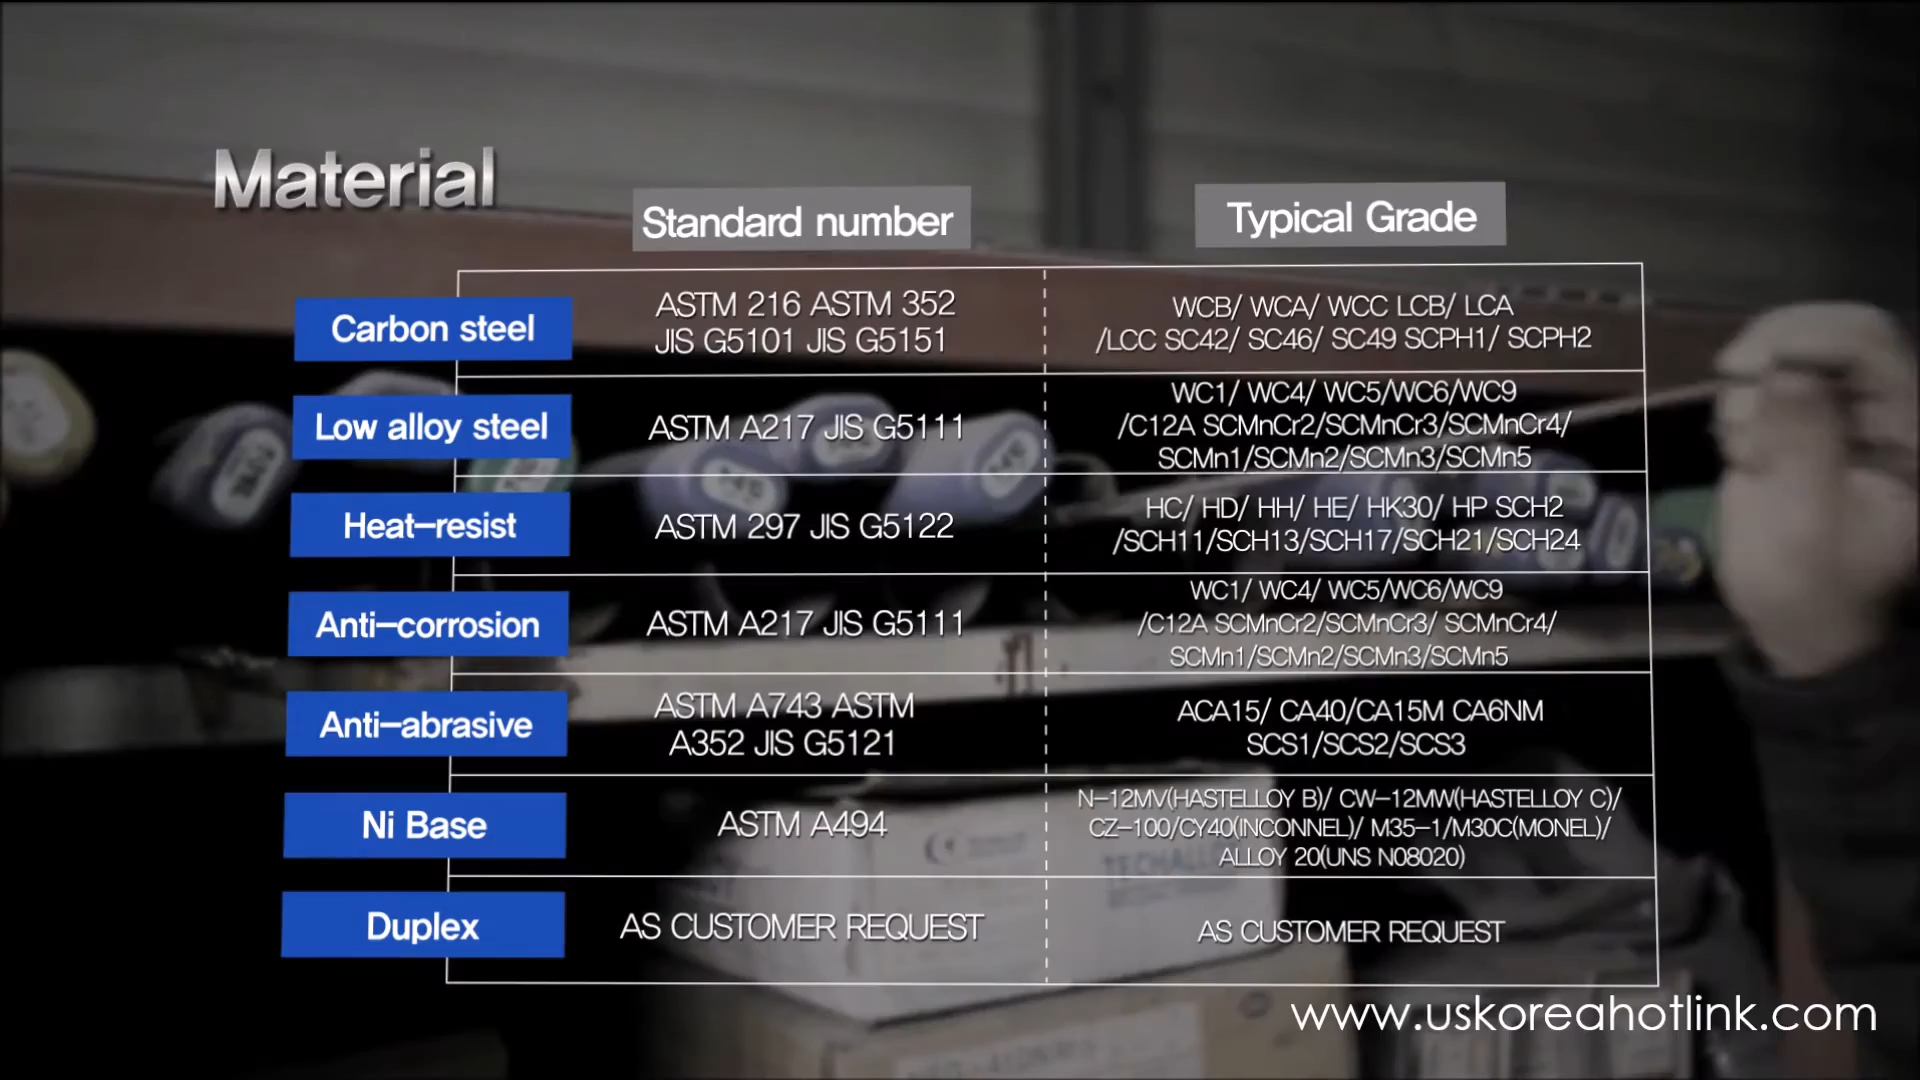 Material
Standard number
Typical Grade
Carbon steel
ASTM 216 ASTM 352
JIS G5101 JIS G5151
WCB/ WCA/ WCC LCB/ LCA
/LCC SC42/ SC46/ SC49 SCPH1/ SCPH2
Low alloy steel
ASTM A217 JIS G5111
WC1/ WC4/ WC5/WC6/WC9
/C12A SCMnCr2/SCMnCr3/SCMnCr4/
SCMn1/SCMn2/SCMn3/SCMn5
Heat-resist
ASTM 297 JIS G5122
HC/ HD/ HH/ HE/ HK30/ HP SCH2
/SCH11/SCH13/SCH17/SCH21/SCH24
Anti-corrosion
ASTM A217 JIS G5111
WC1/ WC4/ WC5/WC6/WC9
/C12A SCMnCr2/SCMnCr3/ SCMnCr4/
SCMn1/SCMn2/SCMn3/SCMn5
Anti-abrasive
ASTM A743 ASTM
A352 JIS G5121
ACA15/ CA40/CA15M CA6NM
SCS1/SCS2/SCS3
Ni Base
ASTM A494
N-12MV(HASTELLOY B)/ CW-12MW(HASTELLOY C)/
CZ-100/CY40(INCONNEL)/ M35-1/M30C(MONEL)/
ALLOY 20(UNS N08020)
Duplex
AS CUSTOMER REQUEST
AS CUSTOMER REQUEST
www.uskoreahotlink.com